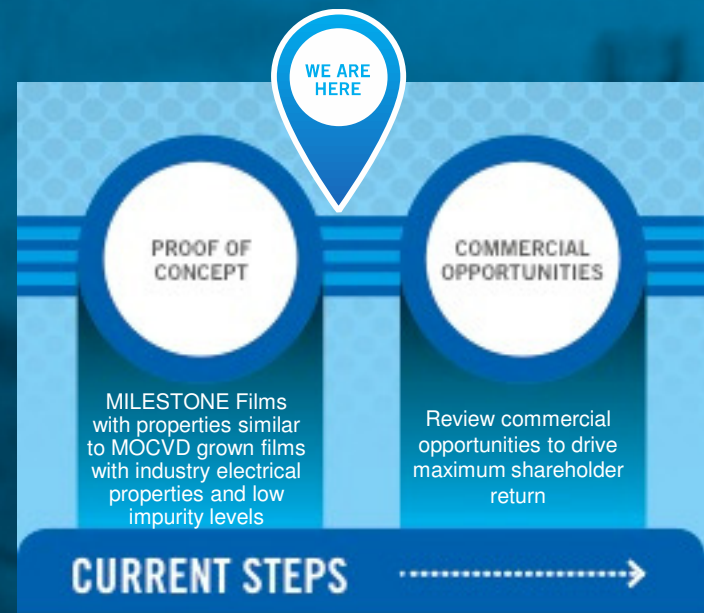 WE ARE
HERE
PROOF OF
CONCEPT
MILESTONE Films
with properties similar
to MOCVD grown films
with industry electrical
properties and low
impurity levels
COMMERCIAL
OPPORTUNITIES
Review commercial
opportunities to drive
maximum shareholder
return
CURRENT STEPS